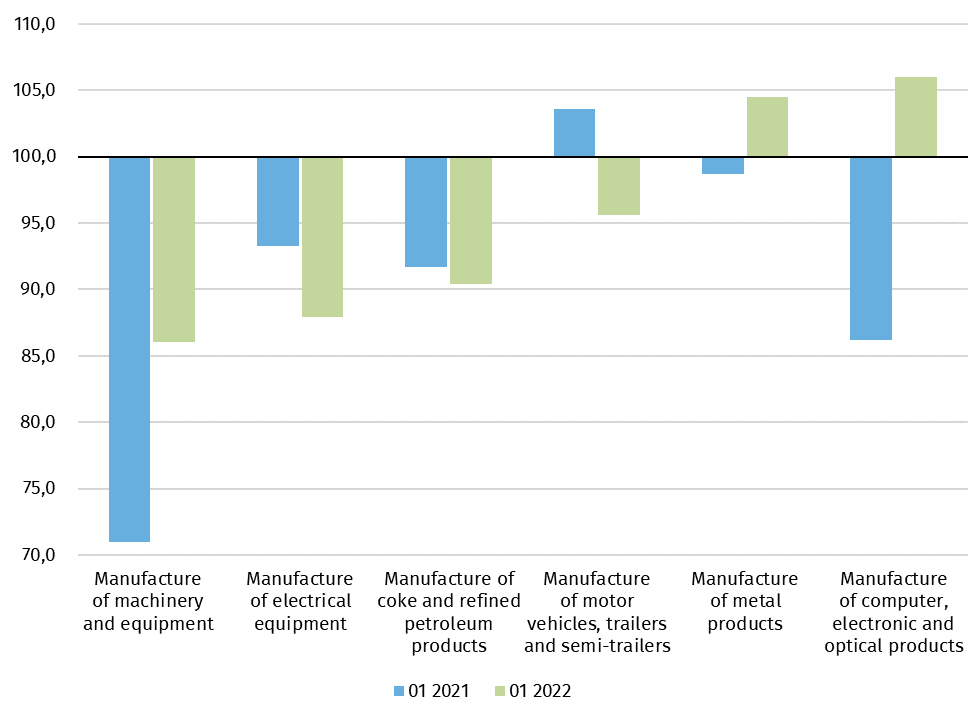 110,0
105,0
100,0
95,0
90,0
85,0
80,0
75,0
70,0
Manufacture
of machinery
and equipment
Manufacture
of electrical
equipment
Manufacture of
coke and refined
petroleum
products
Manufacture
of motor
vehicles, trailers
and semi-trailers
Manufacture
of metal
products
Manufacture
of computer,
electronic and
optical products
01 2021
01 2022